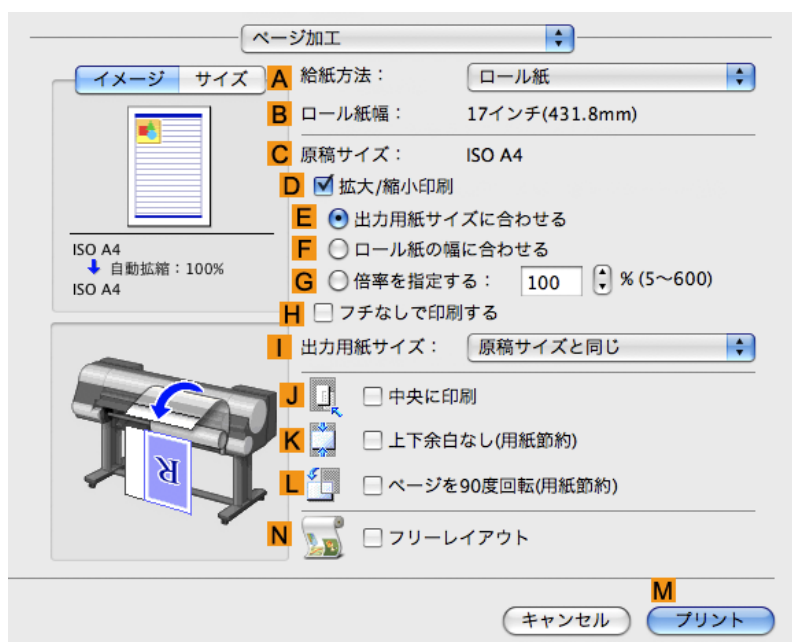 ページ加工
イメージ サイズ
ISO A4
自動拡縮：100%
ISO A4
A 給紙方法： ロール紙
B ロール紙幅： 17インチ(431.8mm)
C 原稿サイズ： ISO A4
D 拡大/縮小印刷
E 出力用紙サイズに合わせる
F ロール紙の幅に合わせる
G 倍率を指定する： 100 % (5〜600)
H フチなしで印刷する
I 出力用紙サイズ： 原稿サイズと同じ
J 中央に印刷
K 上下余白なし(用紙節約)
L ページを90度回転(用紙節約)
R
N フリーレイアウト
M
キャンセル プリント